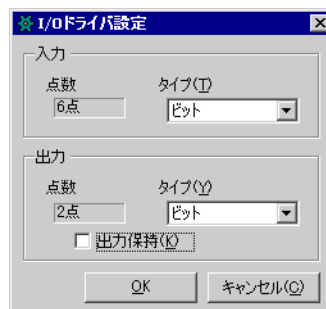 I/Oドライバ設定
入力
点数 タイプ(T)
6点 ビット
出力
点数 タイプ(Y)
2点 ビット
出力保持(K)
OK キャンセル(C)